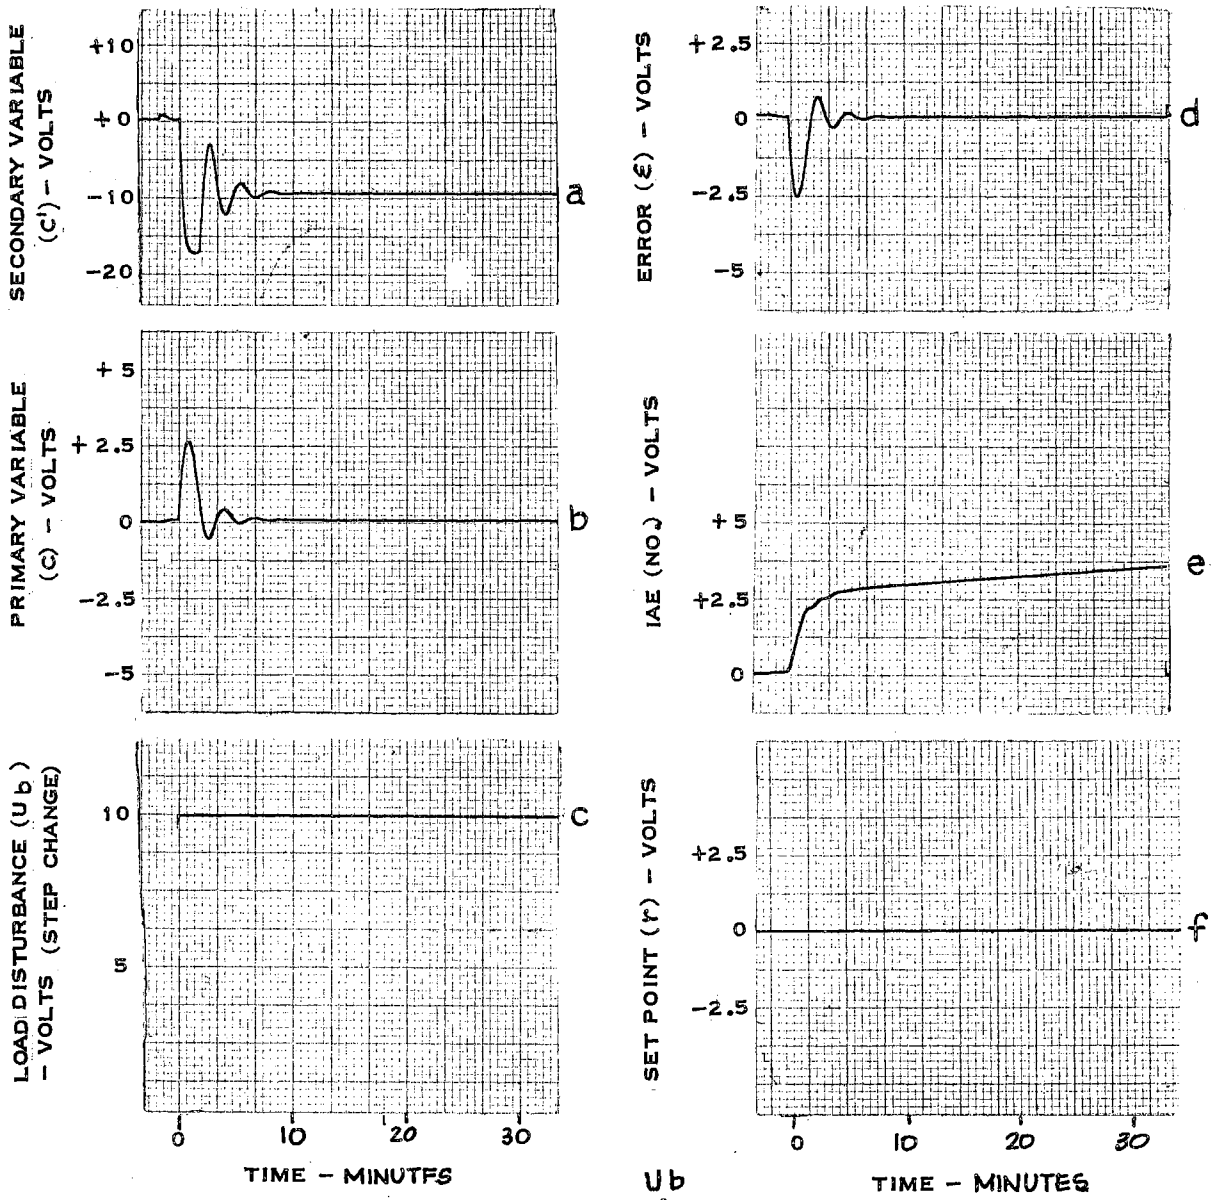 SECONDARY VARIABLE
(C') - VOLTS
+10
+0
-10
-20
a
ERROR (ε) - VOLTS
+2.5
0
-2.5
-5
d
PRIMARY VARIABLE
(C) - VOLTS
+5
+2.5
0
-2.5
-5
b
IAE (NO.) - VOLTS
+5
+2.5
0
e
LOAD DISTURBANCE (Ub)
- VOLTS (STEP CHANGE)
10
5
c
0 10 20 30
TIME - MINUTFS
SET POINT (r) - VOLTS
+2.5
0
-2.5
f
0 10 20 30
Ub
TIME - MINUTES